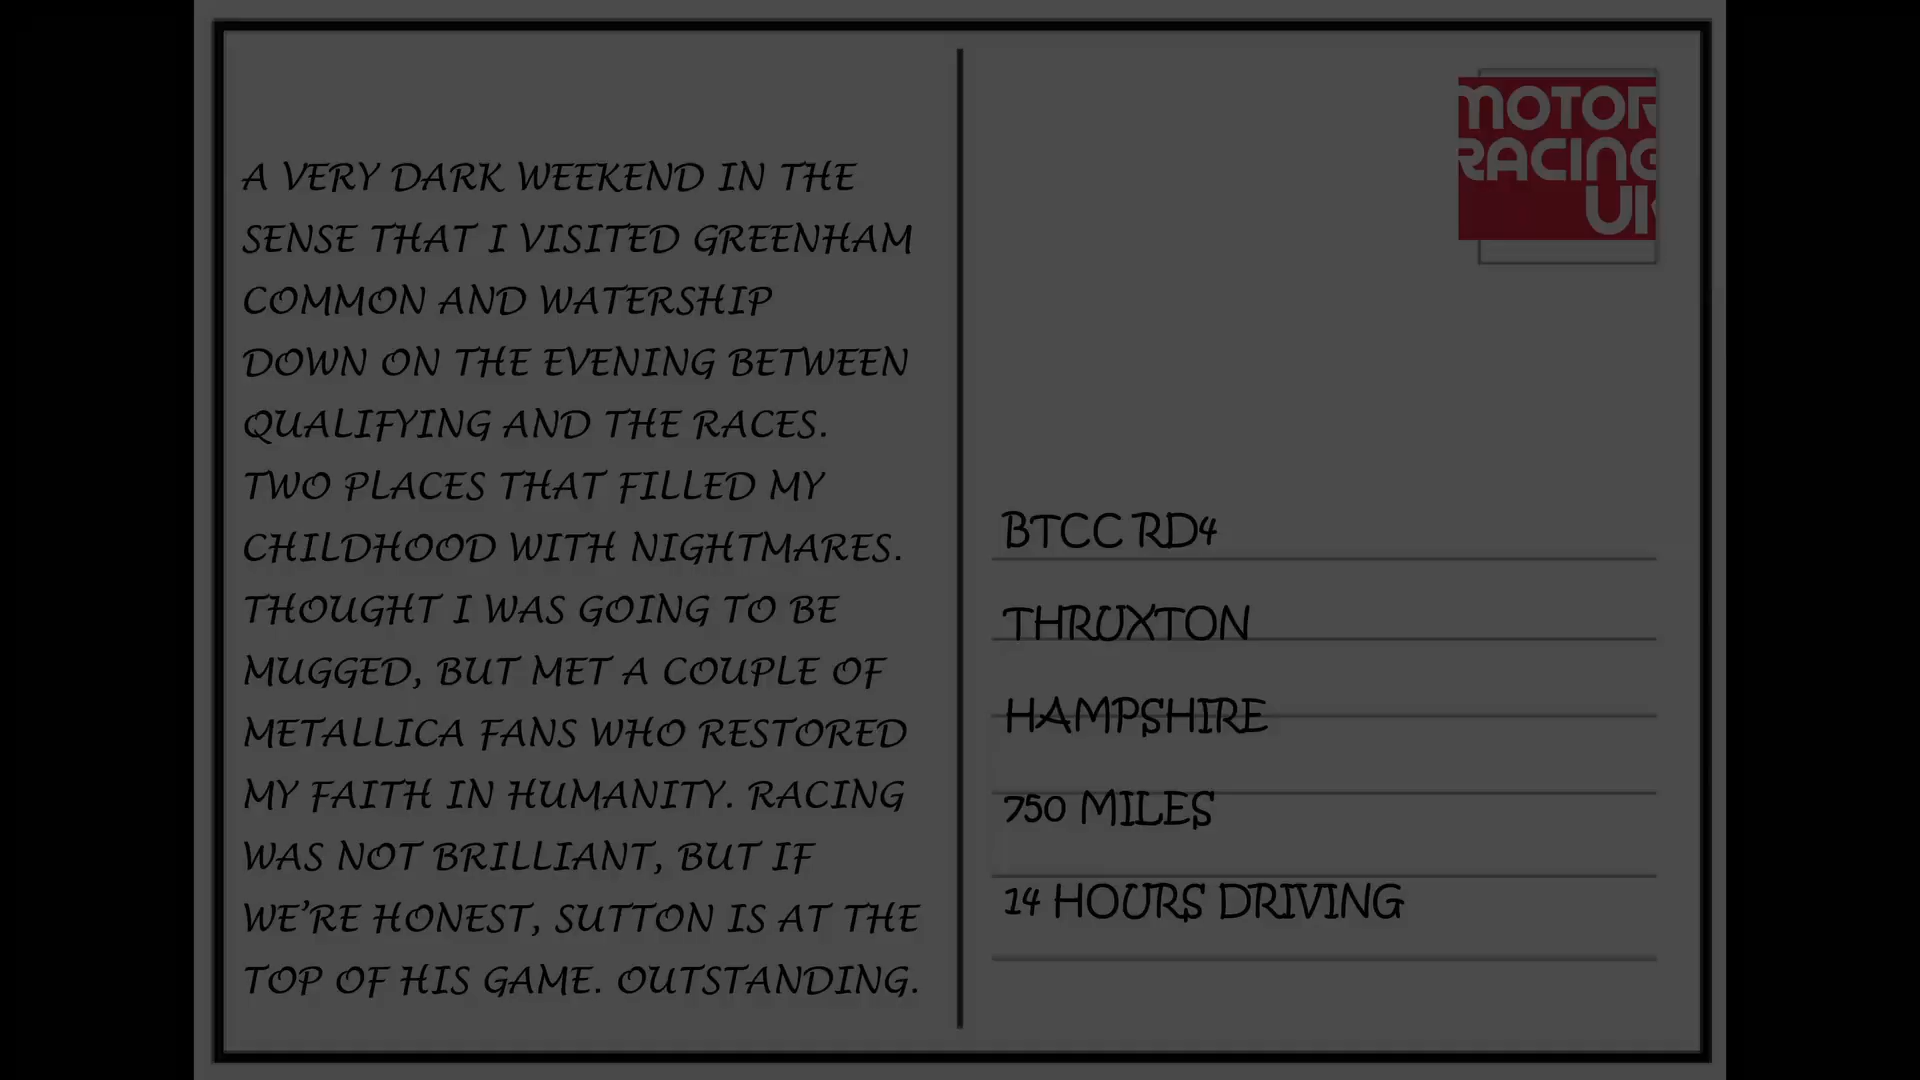 A VERY DARK WEEKEND IN THE
SENSE THAT I VISITED GREENHAM
COMMON AND WATERSHIP
DOWN ON THE EVENING BETWEEN
QUALIFYING AND THE RACES.
TWO PLACES THAT FILLED MY
CHILDHOOD WITH NIGHTMARES.
THOUGHT I WAS GOING TO BE
MUGGED, BUT MET A COUPLE OF
METALLICA FANS WHO RESTORED
MY FAITH IN HUMANITY. RACING
WAS NOT BRILLIANT, BUT IF
WE'RE HONEST, SUTTON IS AT THE
TOP OF HIS GAME. OUTSTANDING.
MOTOR
RACING
UK
BTCC RD4
THRUXTON
HAMPSHIRE
750 MILES
14 HOURS DRIVING